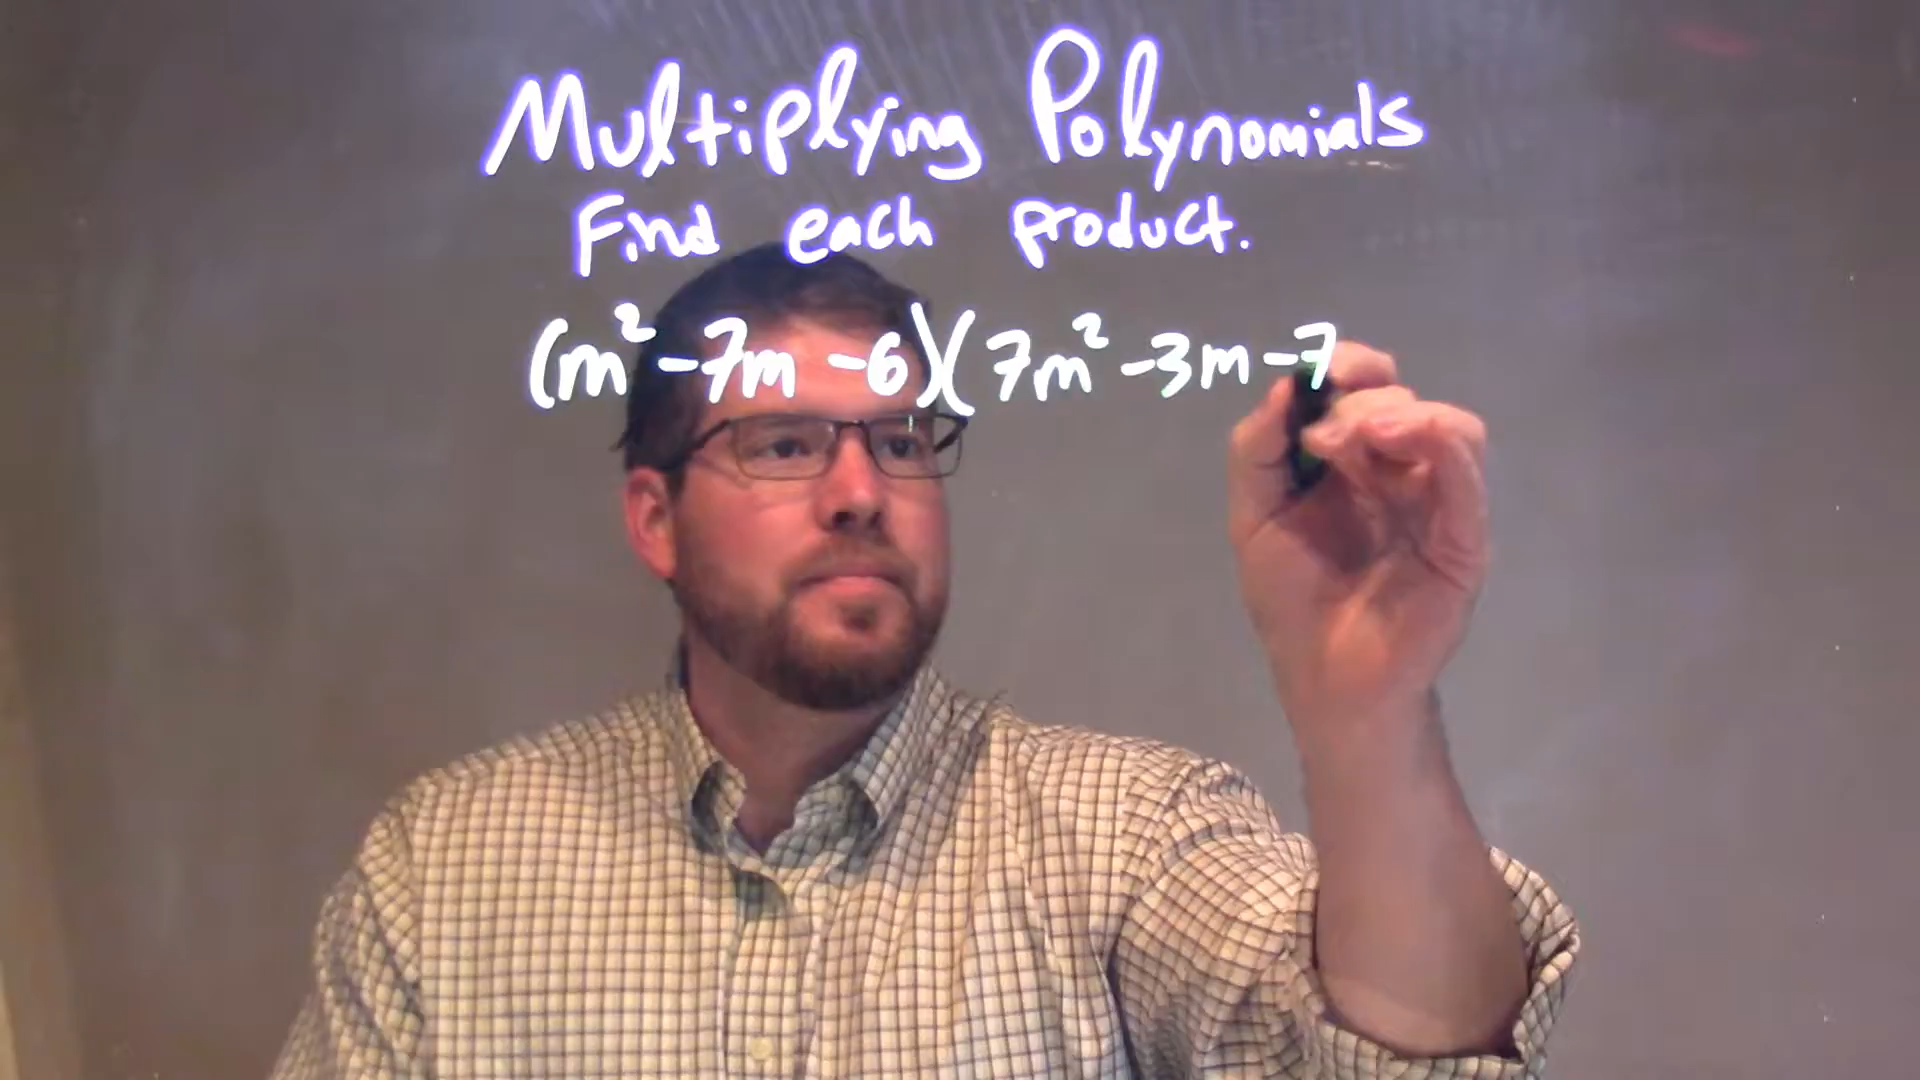 Multiplying Polynomials
Find each product.
(m²-7m-6)(7m²-3m-7